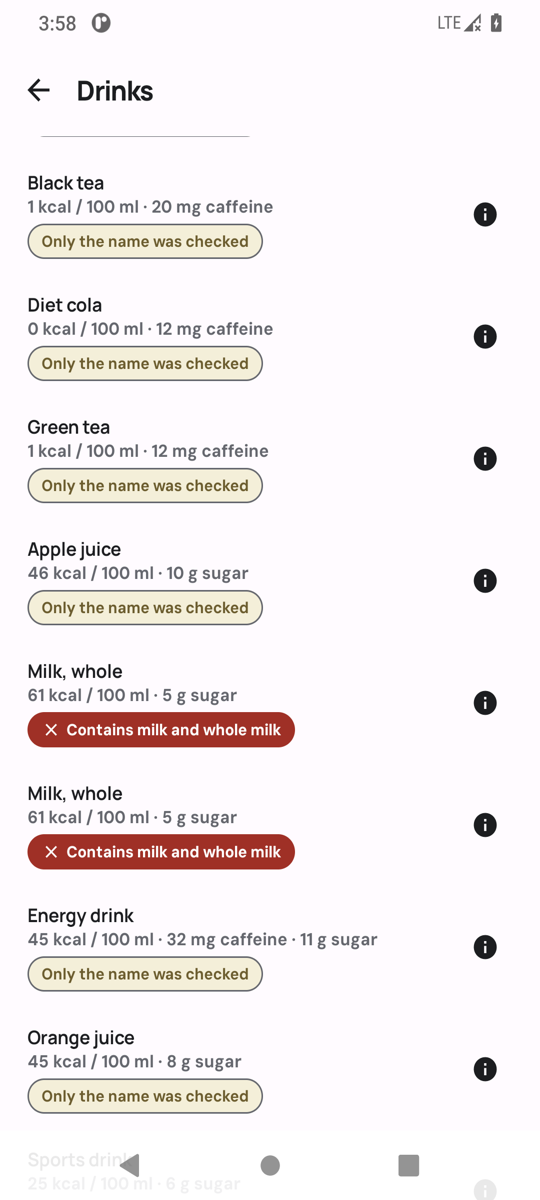 3:58
LTE
Drinks
Black tea
1 kcal / 100 ml · 20 mg caffeine
Only the name was checked
Diet cola
0 kcal / 100 ml · 12 mg caffeine
Only the name was checked
Green tea
1 kcal / 100 ml · 12 mg caffeine
Only the name was checked
Apple juice
46 kcal / 100 ml · 10 g sugar
Only the name was checked
Milk, whole
61 kcal / 100 ml · 5 g sugar
Contains milk and whole milk
Milk, whole
61 kcal / 100 ml · 5 g sugar
Contains milk and whole milk
Energy drink
45 kcal / 100 ml · 32 mg caffeine · 11 g sugar
Only the name was checked
Orange juice
45 kcal / 100 ml · 8 g sugar
Only the name was checked
Sports drink
25 kcal / 100 ml · 6 g sugar